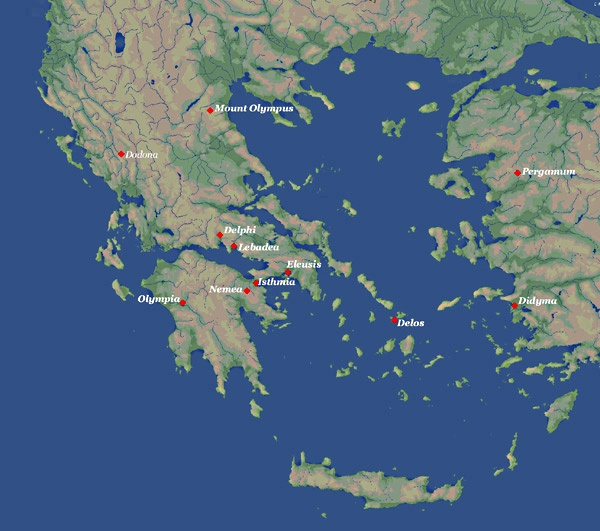 Mount Olympus
Dodona
Pergamum
Delphi
Lebadea
Eleusis
Isthmia
Nemea
Olympia
Didyma
Delos